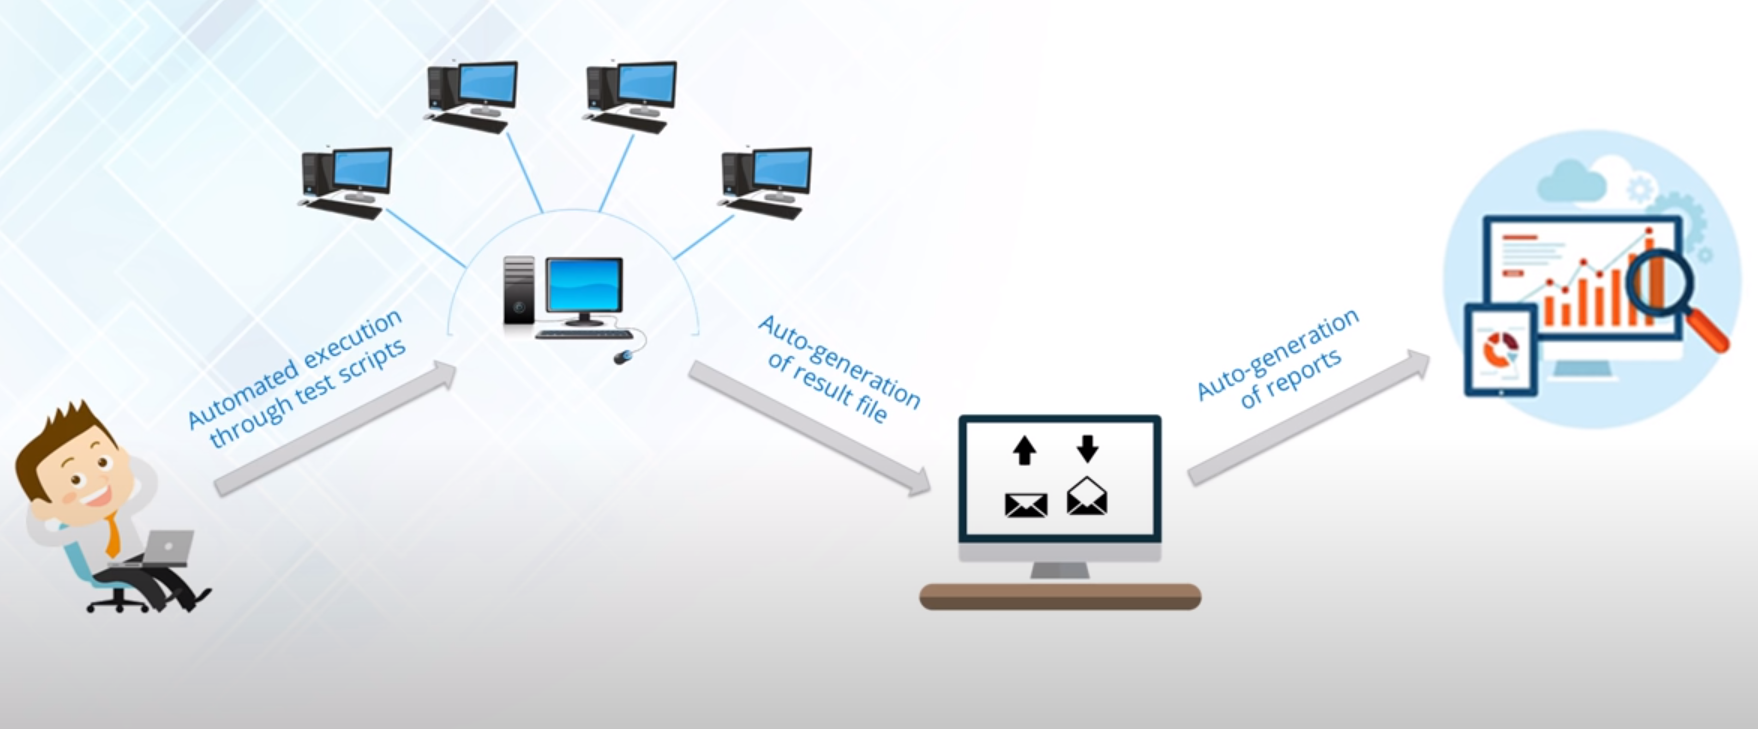 Automated execution
through test scripts
Auto-generation
of result file
Auto-generation
of reports